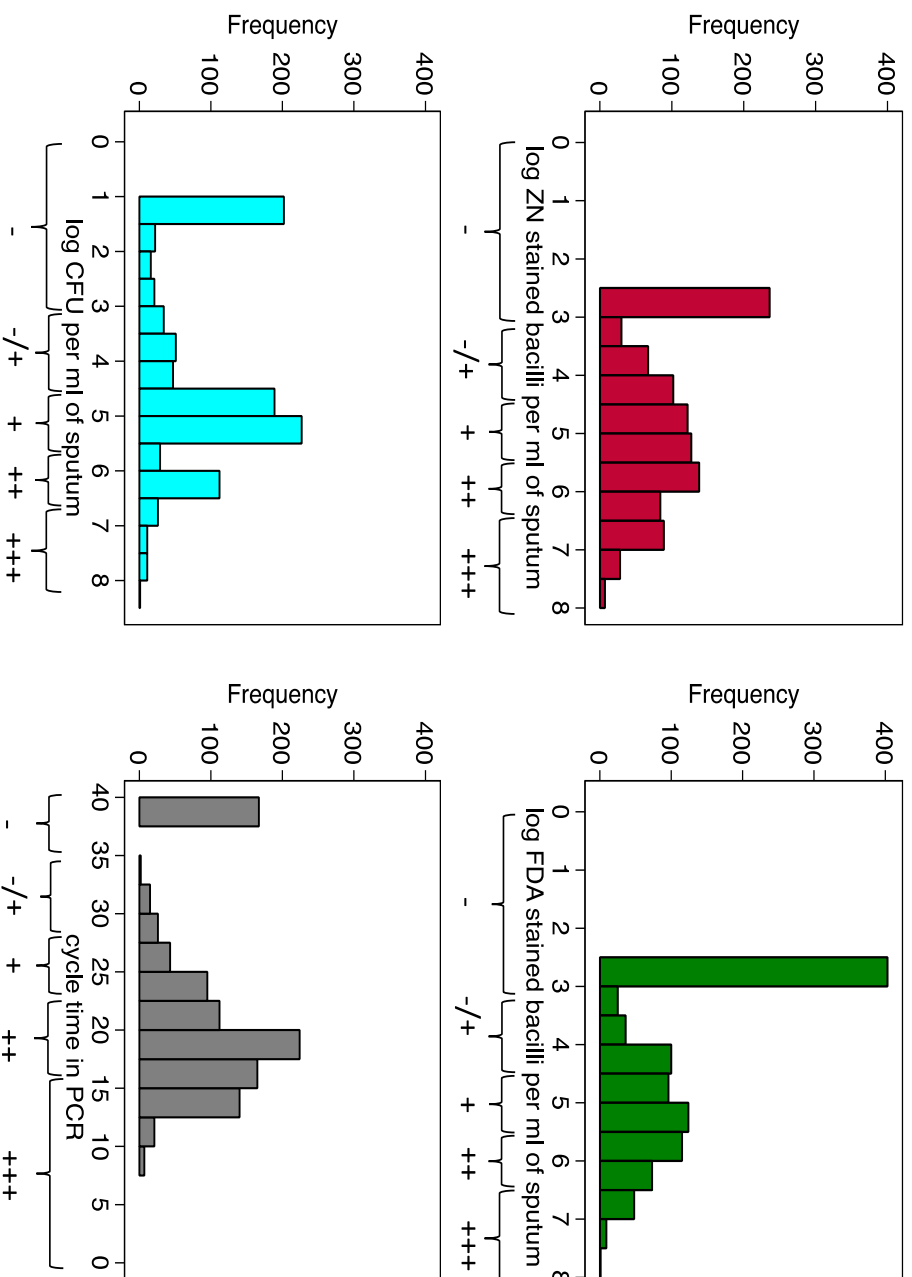 Frequency
400
300
200
100
0
0 1 2 3 4 5 6 7 8
log ZN stained bacilli per ml of sputum
- -/+ + ++ +++
Frequency
400
300
200
100
0
0 1 2 3 4 5 6 7 8
log FDA stained bacilli per ml of sputum
- -/+ + ++ +++
Frequency
400
300
200
100
0
0 1 2 3 4 5 6 7 8
log CFU per ml of sputum
- -/+ + ++ +++
Frequency
400
300
200
100
0
40 35 30 25 20 15 10 5 0
cycle time in PCR
- -/+ + ++ +++